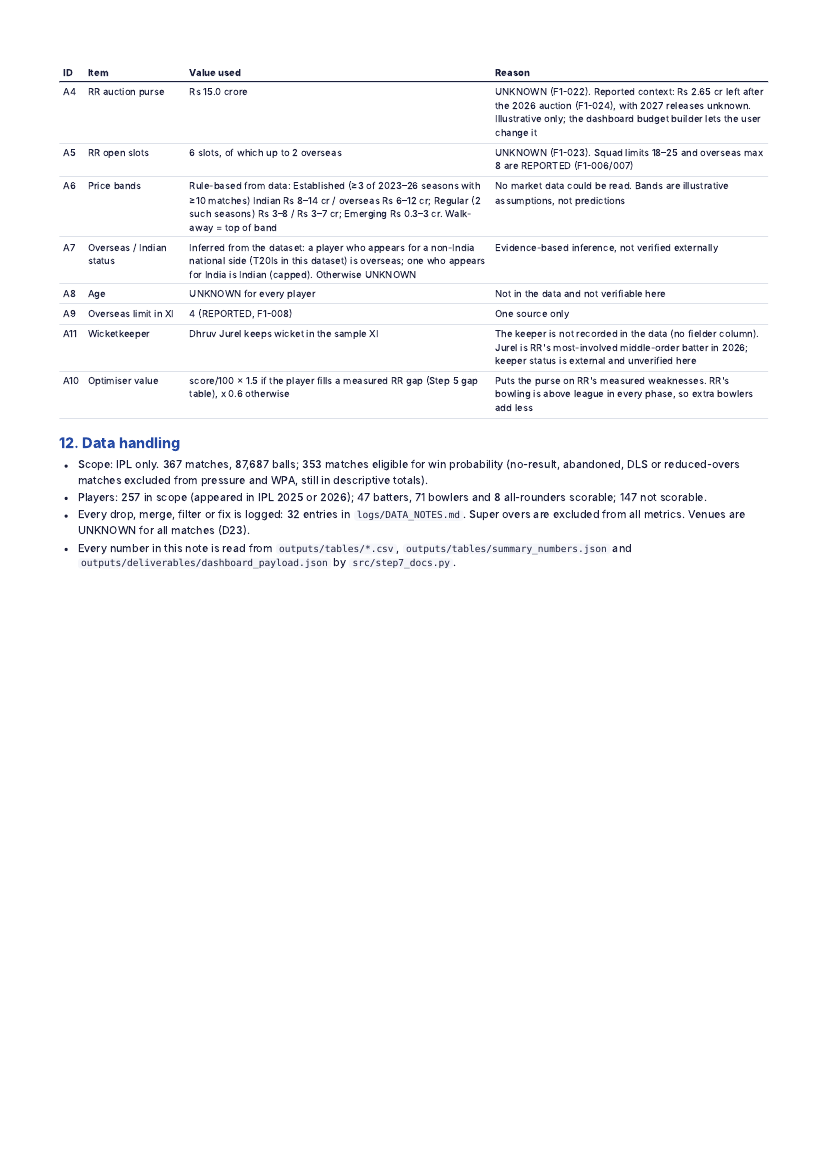 ID Item Value used Reason
A4 RR auction purse Rs 15.0 crore UNKNOWN (F1-022). Reported context: Rs 2.65 cr left after
the 2026 auction (F1-024), with 2027 releases unknown.
Illustrative only; the dashboard budget builder lets the user
change it
A5 RR open slots 6 slots, of which up to 2 overseas UNKNOWN (F1-023). Squad limits 18–25 and overseas max
8 are REPORTED (F1-006/007)
A6 Price bands Rule-based from data: Established (≥3 of 2023–26 seasons with No market data could be read. Bands are illustrative
≥10 matches) Indian Rs 8–14 cr / overseas Rs 6–12 cr; Regular (2 assumptions, not predictions
such seasons) Rs 3–8 / Rs 3–7 cr; Emerging Rs 0.3–3 cr. Walk-
away = top of band
A7 Overseas / Indian Inferred from the dataset: a player who appears for a non-India Evidence-based inference, not verified externally
status national side (T20Is in this dataset) is overseas; one who appears
for India is Indian (capped). Otherwise UNKNOWN
A8 Age UNKNOWN for every player Not in the data and not verifiable here
A9 Overseas limit in XI 4 (REPORTED, F1-008) One source only
A11 Wicketkeeper Dhruv Jurel keeps wicket in the sample XI The keeper is not recorded in the data (no fielder column).
Jurel is RR's most-involved middle-order batter in 2026;
keeper status is external and unverified here
A10 Optimiser value score/100 × 1.5 if the player fills a measured RR gap (Step 5 gap Puts the purse on RR's measured weaknesses. RR's
table), x 0.6 otherwise bowling is above league in every phase, so extra bowlers
add less
12. Data handling
• Scope: IPL only. 367 matches, 87,687 balls; 353 matches eligible for win probability (no-result, abandoned, DLS or reduced-overs
matches excluded from pressure and WPA, still in descriptive totals).
• Players: 257 in scope (appeared in IPL 2025 or 2026); 47 batters, 71 bowlers and 8 all-rounders scorable; 147 not scorable.
• Every drop, merge, filter or fix is logged: 32 entries in logs/DATA_NOTES.md. Super overs are excluded from all metrics. Venues are
UNKNOWN for all matches (D23).
• Every number in this note is read from outputs/tables/*.csv, outputs/tables/summary_numbers.json and
outputs/deliverables/dashboard_payload.json by src/step7_docs.py.